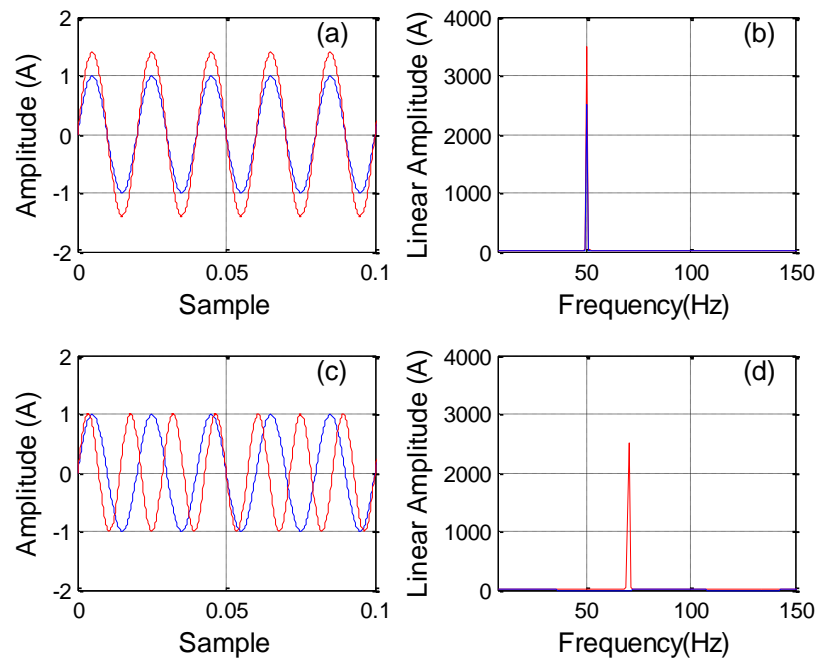 (a)
Amplitude (A)
2
1
0
-1
-2
0
0.05
0.1
Sample
(b)
Linear Amplitude (A)
4000
3000
2000
1000
0
50
100
150
Frequency(Hz)
(c)
Amplitude (A)
2
1
0
-1
-2
0
0.05
0.1
Sample
(d)
Linear Amplitude (A)
4000
3000
2000
1000
0
50
100
150
Frequency(Hz)